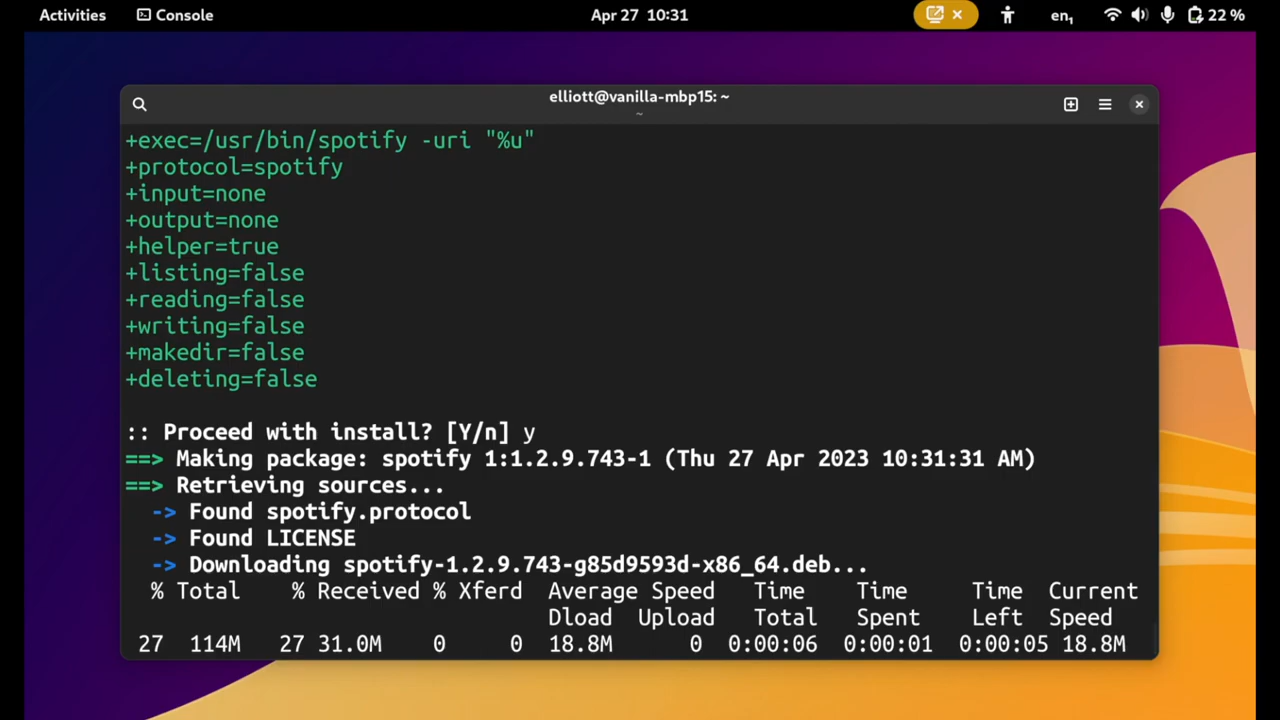 Activities Console Apr 27 10:31 en₁ 22 %
elliott@vanilla-mbp15: ~
~
+exec=/usr/bin/spotify -uri "%u"
+protocol=spotify
+input=none
+output=none
+helper=true
+listing=false
+reading=false
+writing=false
+makedir=false
+deleting=false
:: Proceed with install? [Y/n] y
==> Making package: spotify 1:1.2.9.743-1 (Thu 27 Apr 2023 10:31:31 AM)
==> Retrieving sources...
-> Found spotify.protocol
-> Found LICENSE
-> Downloading spotify-1.2.9.743-g85d9593d-x86_64.deb...
% Total % Received % Xferd Average Speed Time Time Time Current
Dload Upload Total Spent Left Speed
27 114M 27 31.0M 0 0 18.8M 0 0:00:06 0:00:01 0:00:05 18.8M